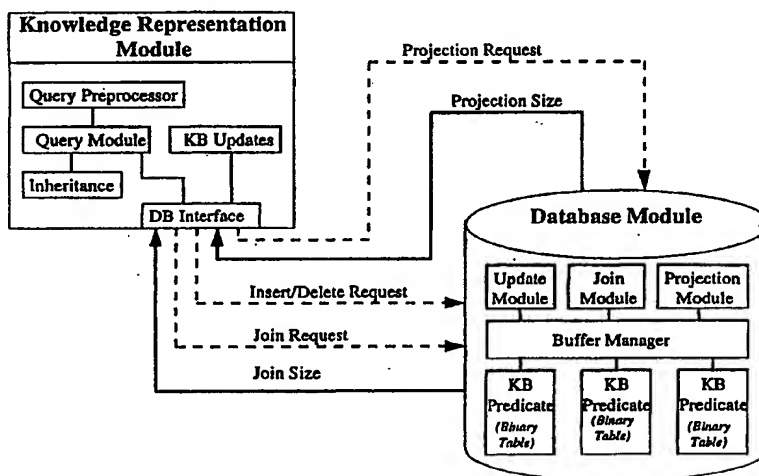 Knowledge Representation
Module
Query Preprocessor
Query Module
KB Updates
Inheritance
DB Interface
Projection Request
Projection Size
Insert/Delete Request
Join Request
Join Size
Database Module
Update
Module
Join
Module
Projection
Module
Buffer Manager
KB
Predicate
(Binary
Table)
KB
Predicate
(Binary
Table)
KB
Predicate
(Binary
Table)